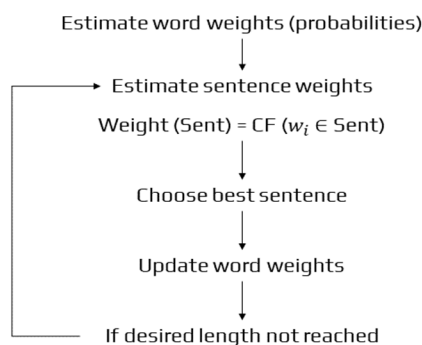 Estimate word weights (probabilities)
Estimate sentence weights
Weight (Sent) = CF (𝑤𝑖 ∈ Sent)
Choose best sentence
Update word weights
If desired length not reached